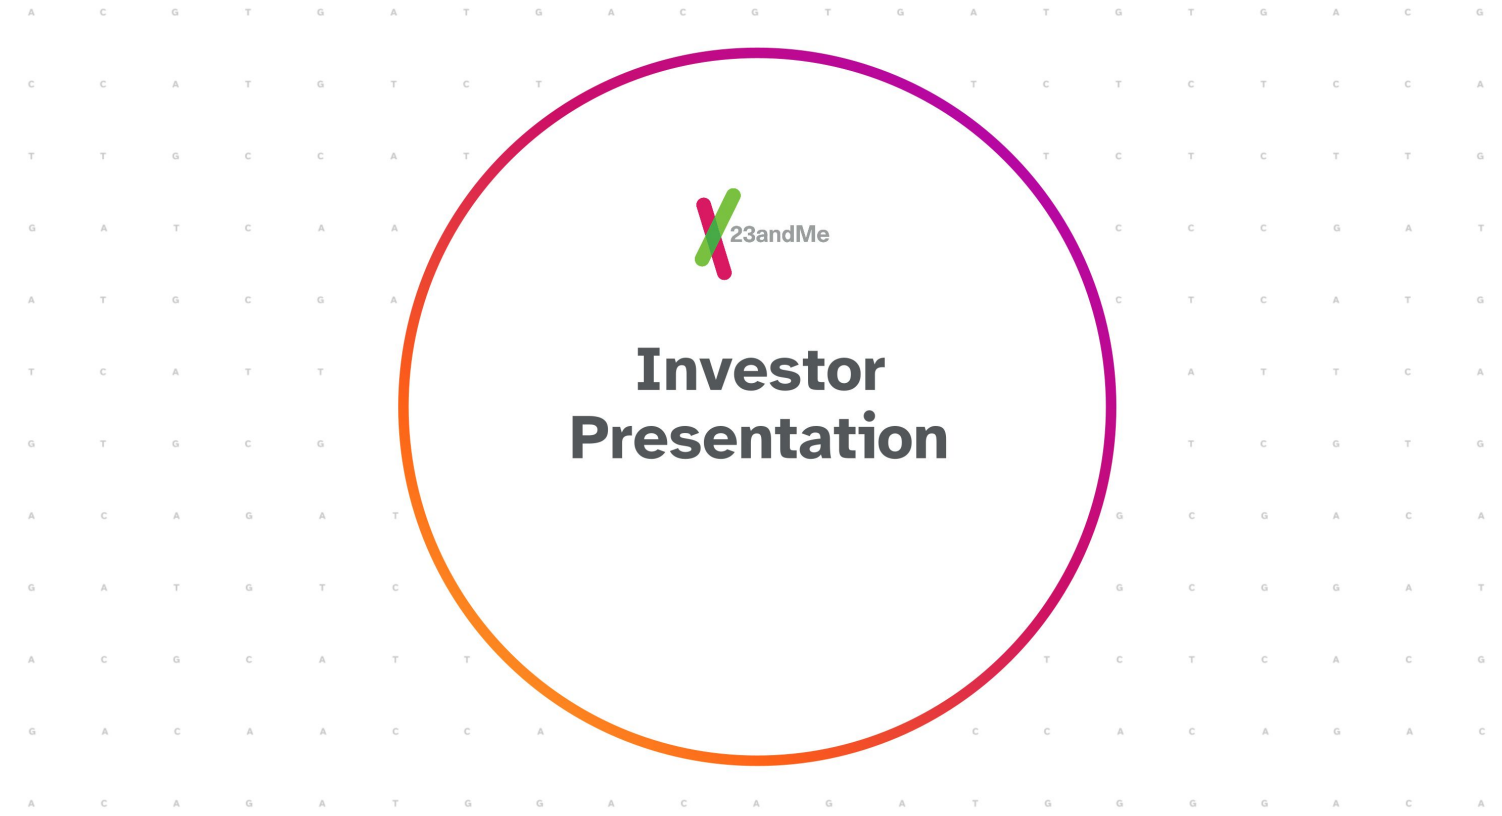 A C G T G A T G A C G T G A T G T G A C G
C C A T G T C T T C T C T C C A
T T G C C A T T C T C T T G
23andMe
G A T C A A C C C G A T
A T G C G A C T C A T G
Investor
T C A T T A T T C A
Presentation
G T G C G T C G T G
A C A G A T G C G A C A
G A T G T C G C G G A T
A C G C A T T T C T C A C G
G A C A A C C A C C A C A G A C
A C A G A T G G A C A G A T G G G G A C A